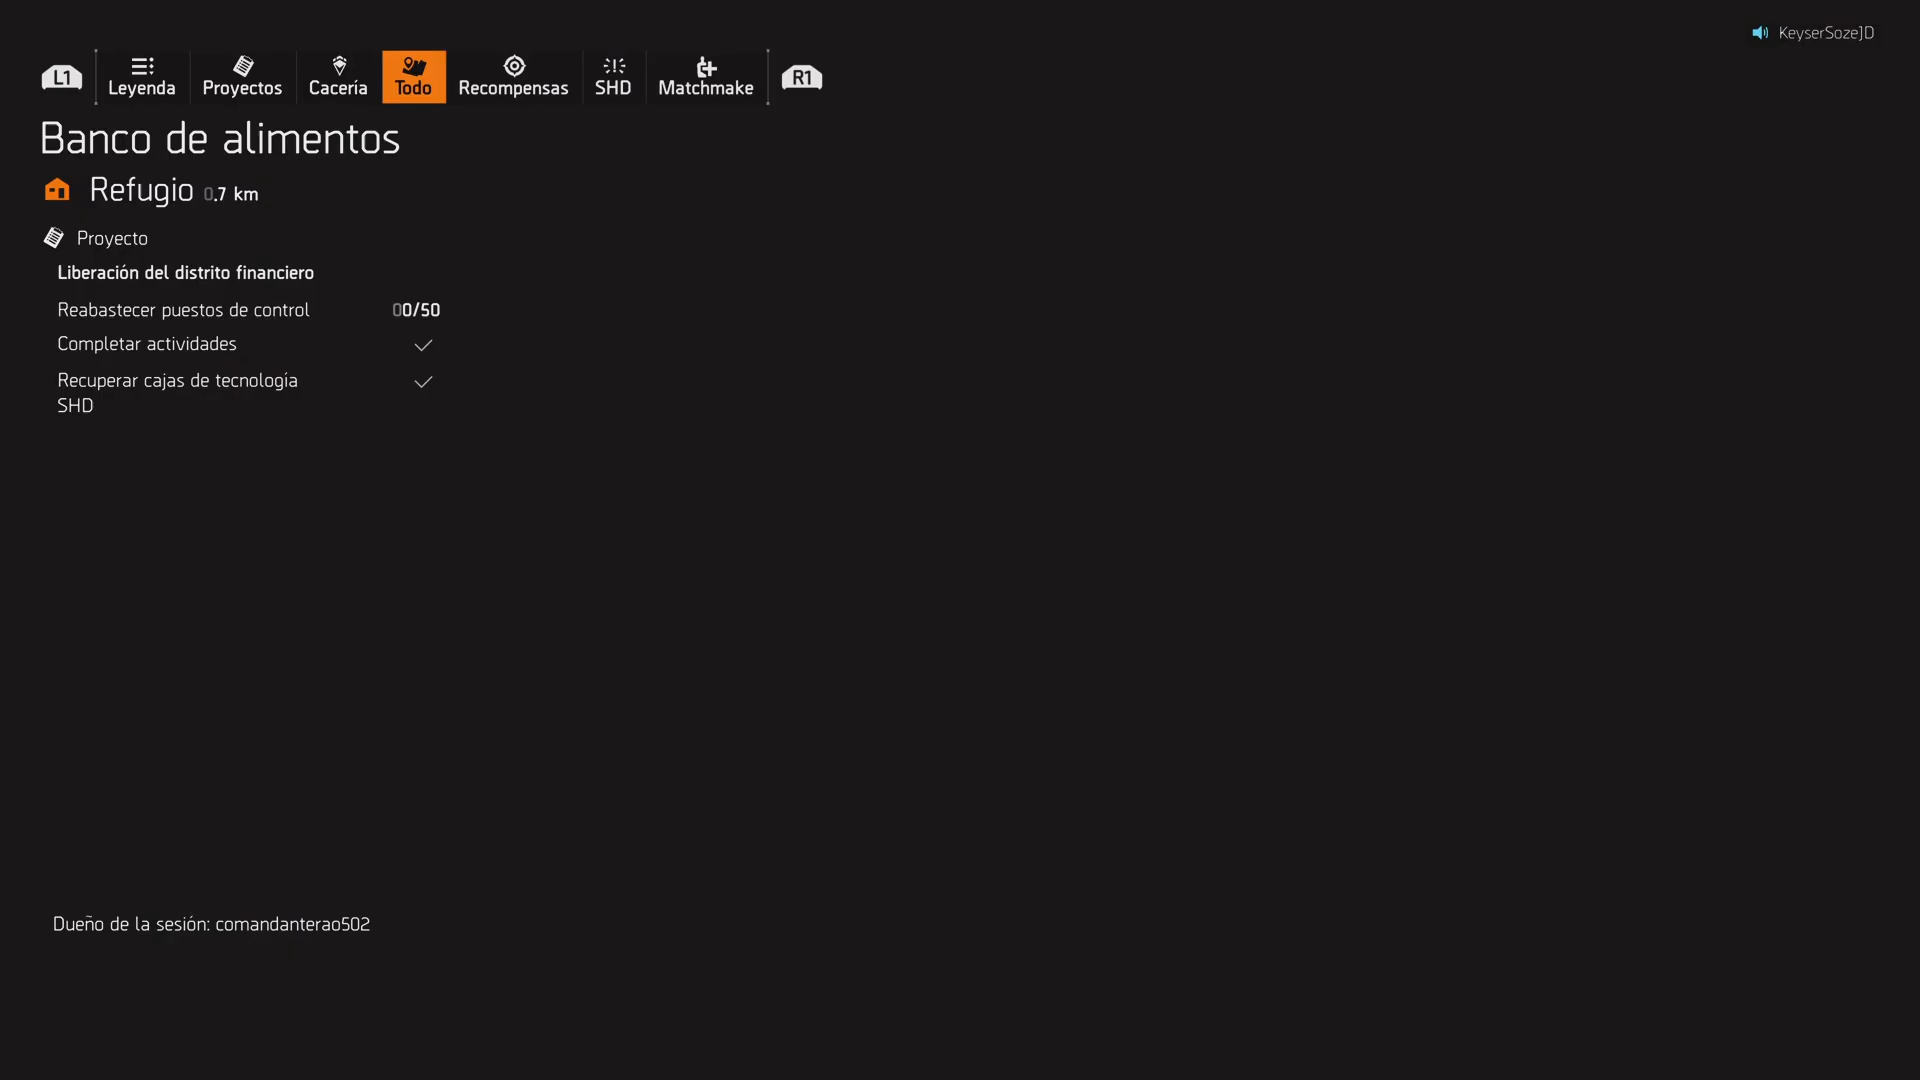 KeyserSozeJD
L1
Leyenda
Proyectos
Cacería
Todo
Recompensas
SHD
Matchmake
R1
Banco de alimentos
Refugio 0.7 km
Proyecto
Liberación del distrito financiero
Reabastecer puestos de control 00/50
Completar actividades
Recuperar cajas de tecnología
SHD
Dueño de la sesión: comandanterao502